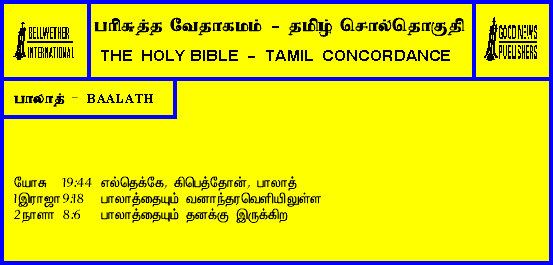 BELLWETHER
INTERNATIONAL
பரிசுத்த வேதாகமம் - தமிழ் சொல்தொகுதி
THE HOLY BIBLE - TAMIL CONCORDANCE
GOOD NEWS
PUBLISHERS
பாலாத் - BAALATH
யோசு 19:44 எல்தெக்கே, கிபெத்தோன், பாலாத்
1இராஜா 9:18 பாலாத்தையும் வனாந்தரவெளியிலுள்ள
2நாளா 8:6 பாலாத்தையும் தனக்கு இருக்கிற